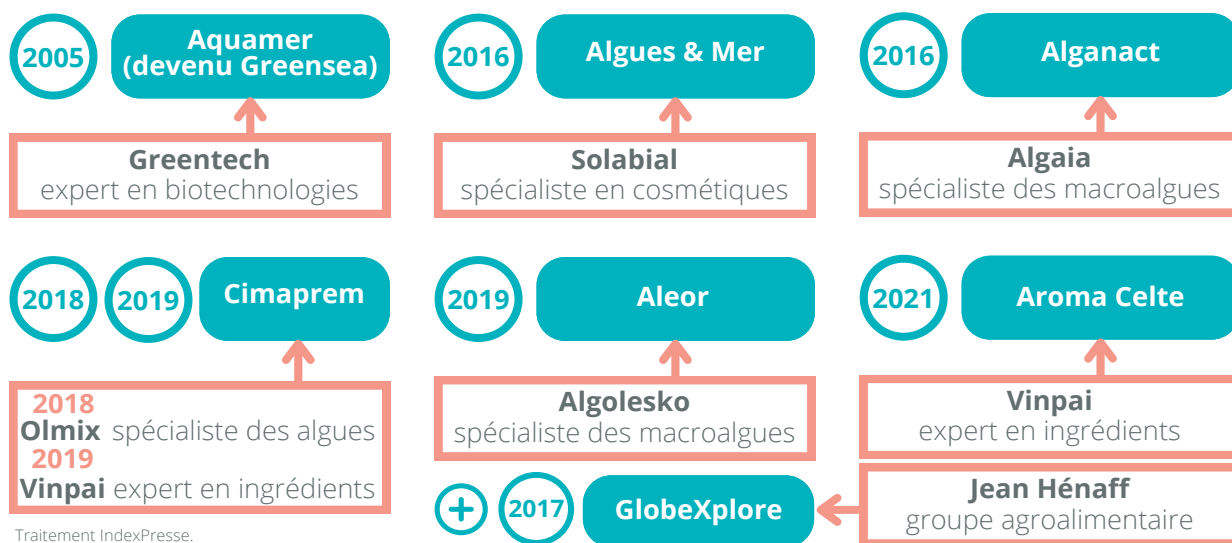 2005
Aquamer
(devenu Greensea)
Greentech
expert en biotechnologies
2016
Algues & Mer
Solabial
spécialiste en cosmétiques
2016
Alganact
Algaia
spécialiste des macroalgues
2018
2019
Cimaprem
2018
Olmix spécialiste des algues
2019
Vinpai expert en ingrédients
2019
Aleor
Algolesko
spécialiste des macroalgues
2021
Aroma Celte
Vinpai
expert en ingrédients
+
2017
GlobeXplore
Jean Hénaff
groupe agroalimentaire
Traitement IndexPresse.